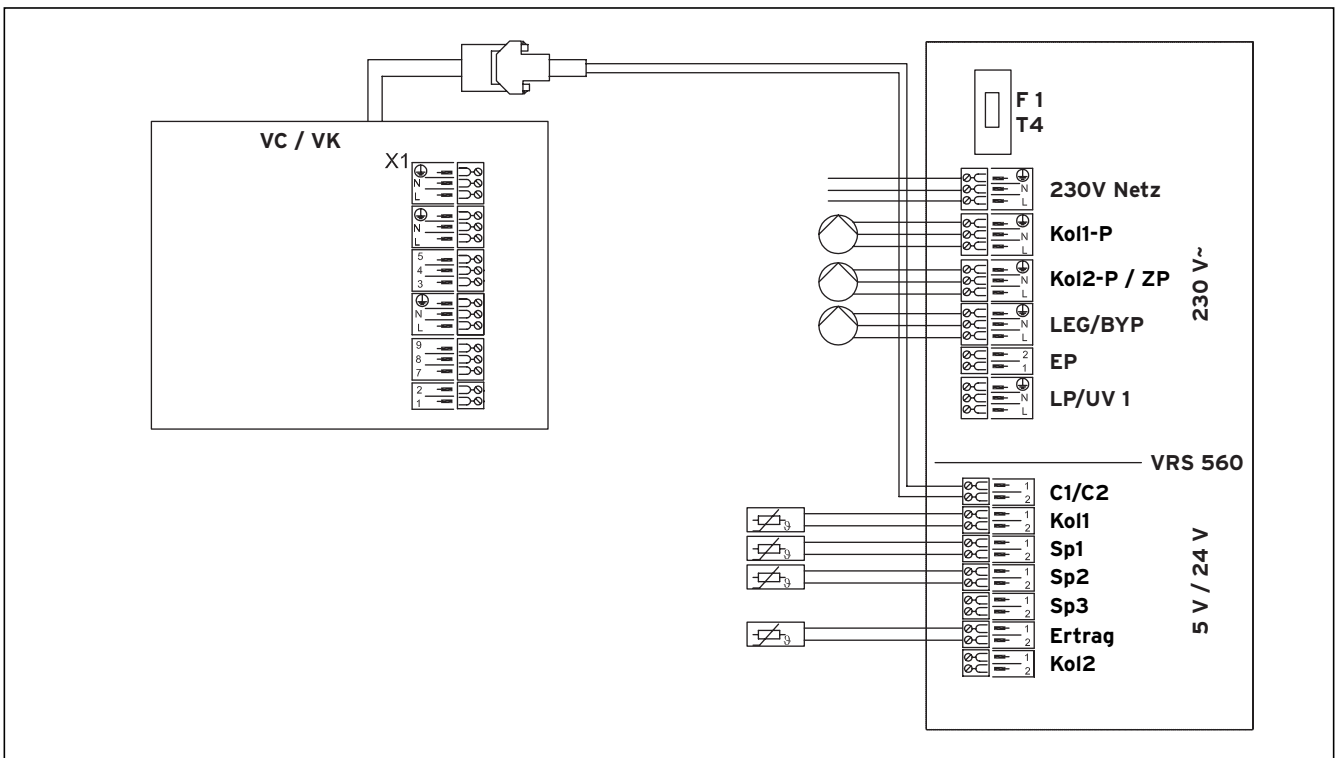 VC / VK
X1
N
L
N
L
5
4
3
N
L
9
8
7
2
1
F 1
T4
N
L
230V Netz
N
L
Kol1-P
N
L
Kol2-P / ZP
N
L
LEG/BYP
2
1
EP
N
L
LP/UV 1
230 V~
VRS 560
1
2
C1/C2
1
2
Kol1
1
2
Sp1
1
2
Sp2
1
2
Sp3
1
2
Ertrag
1
2
Kol2
5 V / 24 V
ϑ
ϑ
ϑ
ϑ